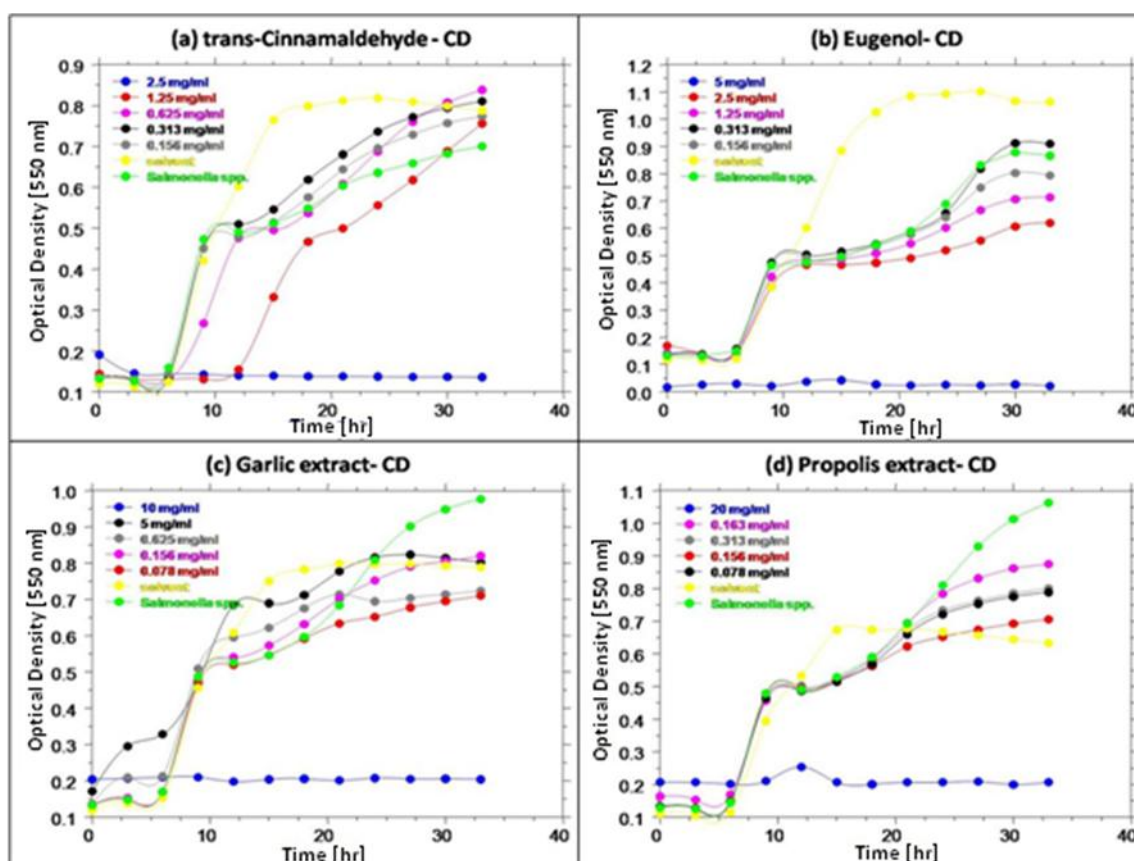 (a) trans-Cinnamaldehyde - CD
Optical Density [550 nm]
0.9
0.8
0.7
0.6
0.5
0.4
0.3
0.2
0.1
2.5 mg/ml
1.25 mg/ml
0.625 mg/ml
0.313 mg/ml
0.156 mg/ml
solvent
Salmonella spp.
0 10 20 30 40
Time [hr]
(b) Eugenol- CD
Optical Density [550 nm]
1.2
1.1
1.0
0.9
0.8
0.7
0.6
0.5
0.4
0.3
0.2
0.1
0.0
5 mg/ml
2.5 mg/ml
1.25 mg/ml
0.313 mg/ml
0.156 mg/ml
solvent
Salmonella spp.
0 10 20 30 40
Time [hr]
(c) Garlic extract- CD
Optical Density [550 nm]
1.0
0.9
0.8
0.7
0.6
0.5
0.4
0.3
0.2
0.1
10 mg/ml
5 mg/ml
0.625 mg/ml
0.156 mg/ml
0.078 mg/ml
solvent
Salmonella spp.
0 10 20 30 40
Time [hr]
(d) Propolis extract- CD
Optical Density [550 nm]
1.1
1.0
0.9
0.8
0.7
0.6
0.5
0.4
0.3
0.2
0.1
20 mg/ml
0.163 mg/ml
0.313 mg/ml
0.156 mg/ml
0.078 mg/ml
solvent
Salmonella spp.
0 10 20 30 40
Time [hr]